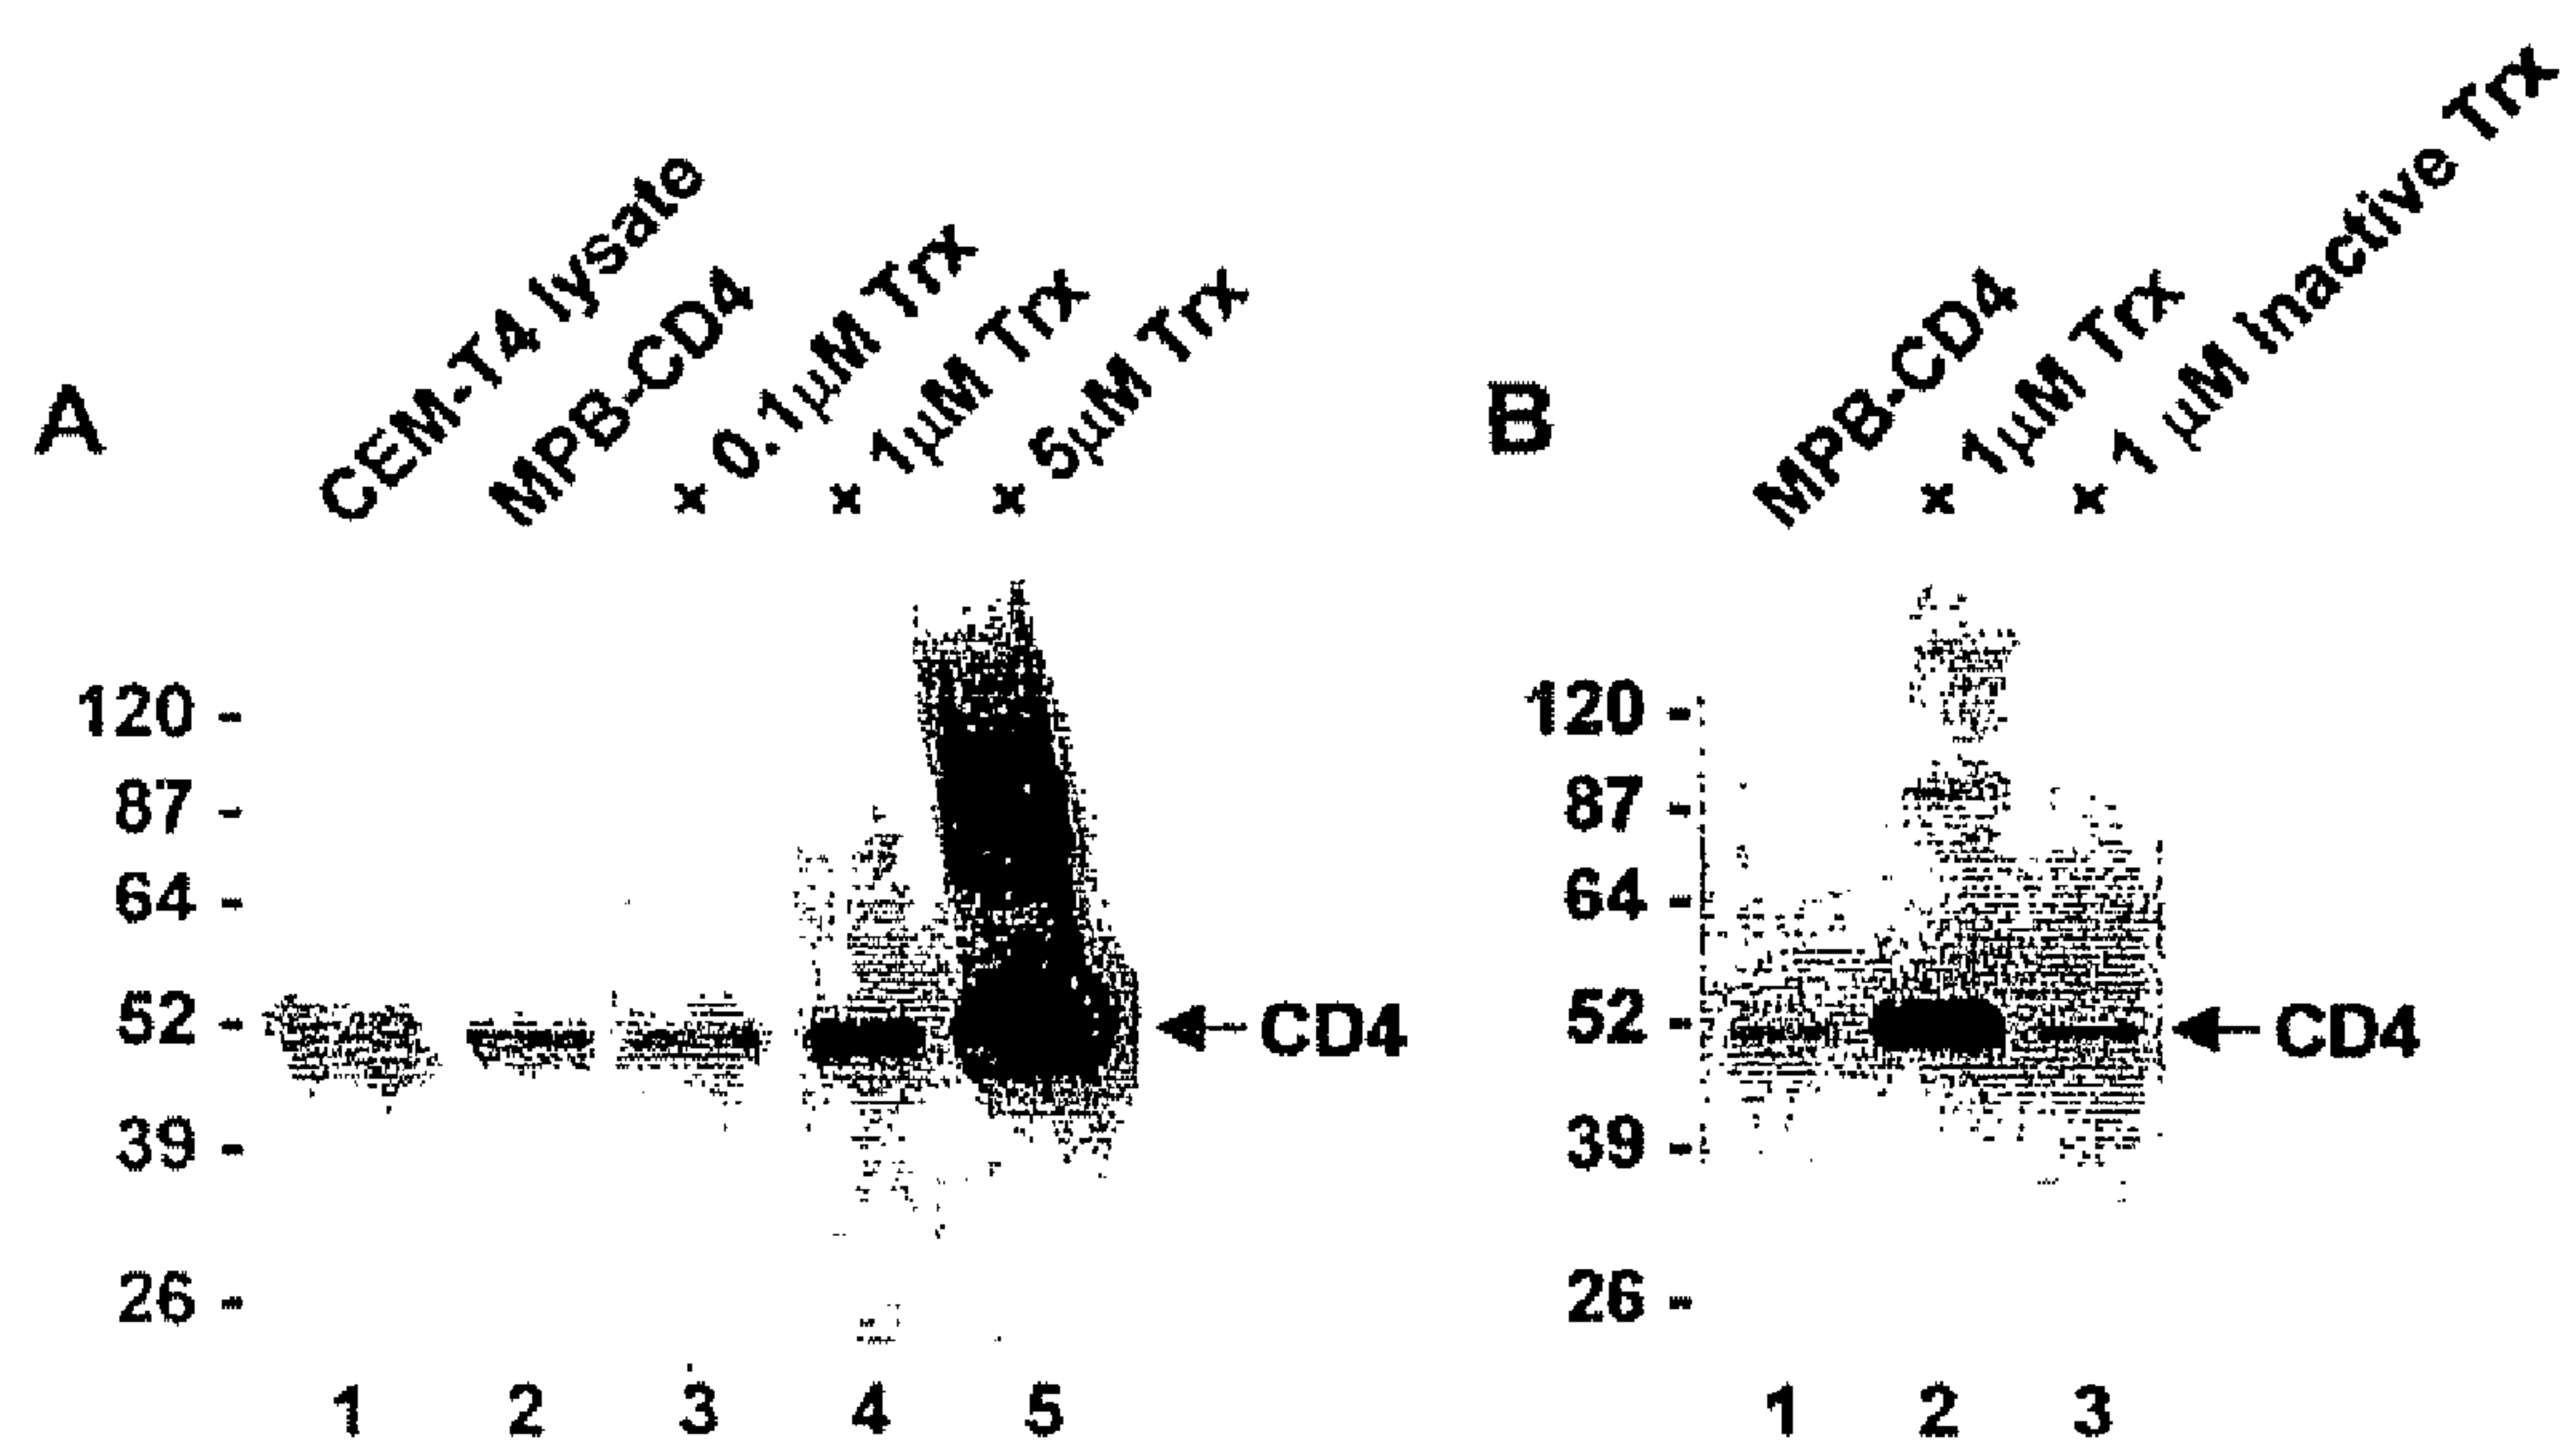 A
CEM-T4 lysate
MPB-CD4
+ 0.1µM Trx
+ 1µM Trx
+ 5µM Trx
120 -
87 -
64 -
52 -
39 -
26 -
CD4
1 2 3 4 5
B
MPB-CD4
+ 1µM Trx
+ 1 µM Inactive Trx
120 -
87 -
64 -
52 -
39 -
26 -
CD4
1 2 3